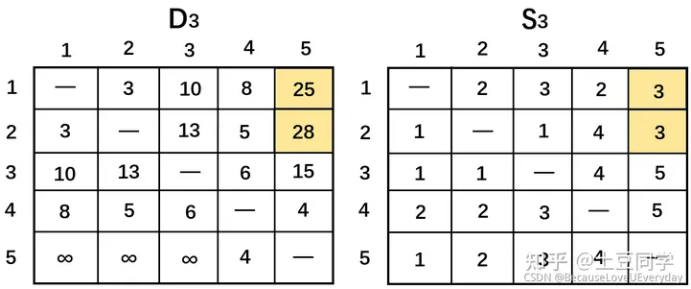 D3 S3
1 2 3 4 5 1 2 3 4 5
1 — 3 10 8 25 1 — 2 3 2 3
2 3 — 13 5 28 2 1 — 1 4 3
3 10 13 — 6 15 3 1 1 — 4 5
4 8 5 6 — 4 4 2 2 3 — 5
5 ∞ ∞ ∞ 4 — 5 1 2 3 4 —
知乎 @土豆同学
CSDN @BecauseLoveUEveryday